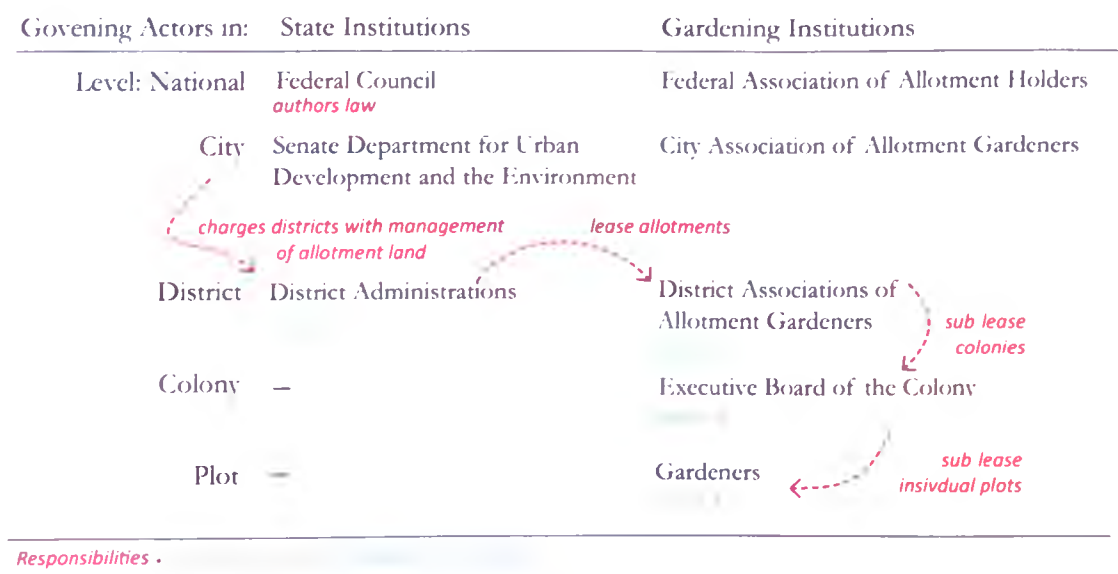 Govening Actors in: State Institutions Gardening Institutions
Level: National Federal Council Federal Association of Allotment Holders
authors law
City Senate Department for Urban City Association of Allotment Gardeners
Development and the Environment
charges districts with management lease allotments
of allotment land
District District Administrations District Associations of
Allotment Gardeners sub lease
colonies
Colony – Executive Board of the Colony
Plot – Gardeners sub lease
insivdual plots
Responsibilities .